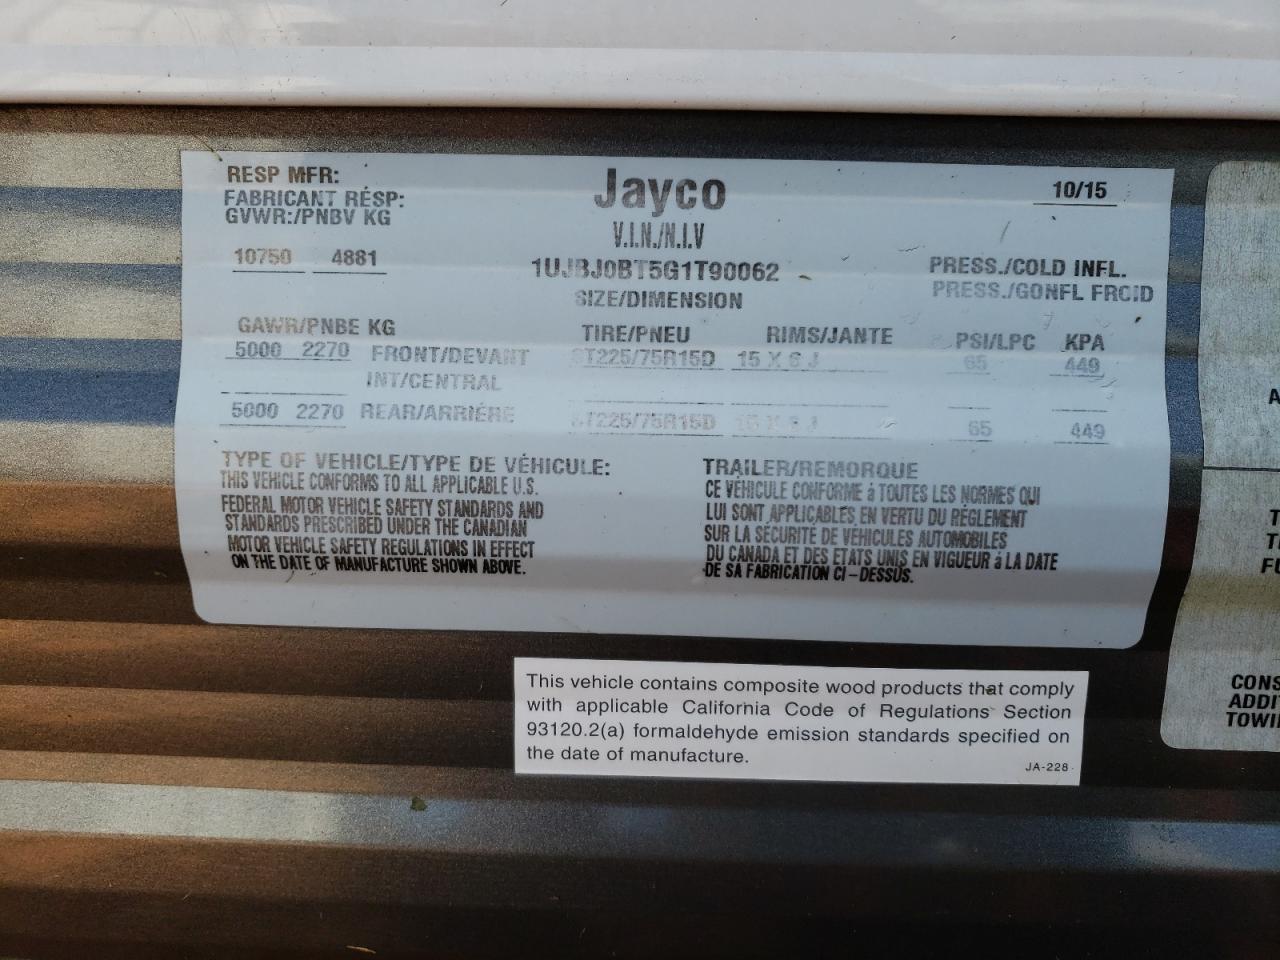 RESP MFR: Jayco 10/15
FABRICANT RÉSP:
GVWR:/PNBV KG V.I.N./N.I.V
10750 4881 1UJBJ0BT5G1T90062 PRESS./COLD INFL.
SIZE/DIMENSION PRESS./GONFL FROID
GAWR/PNBE KG TIRE/PNEU RIMS/JANTE PSI/LPC KPA
5000 2270 FRONT/DEVANT ST225/75R15D 15 X 6 J 65 449
INT/CENTRAL
5000 2270 REAR/ARRIÉRE ST225/75R15D 15 X 6 J 65 449
TYPE OF VEHICLE/TYPE DE VÉHICULE: TRAILER/REMORQUE
THIS VEHICLE CONFORMS TO ALL APPLICABLE U.S.
FEDERAL MOTOR VEHICLE SAFETY STANDARDS AND
STANDARDS PRESCRIBED UNDER THE CANADIAN
MOTOR VEHICLE SAFETY REGULATIONS IN EFFECT
ON THE DATE OF MANUFACTURE SHOWN ABOVE.
CE VÉHICULE CONFORME à TOUTES LES NORMES QUI
LUI SONT APPLICABLES EN VERTU DU RÉGLEMENT
SUR LA SÉCURITÉ DE VÉHICULES AUTOMOBILES
DU CANADA ET DES ETATS UNIS EN VIGUEUR à LA DATE
DE SA FABRICATION CI-DESSUS.
This vehicle contains composite wood products that comply
with applicable California Code of Regulations Section
93120.2(a) formaldehyde emission standards specified on
the date of manufacture.
JA-228